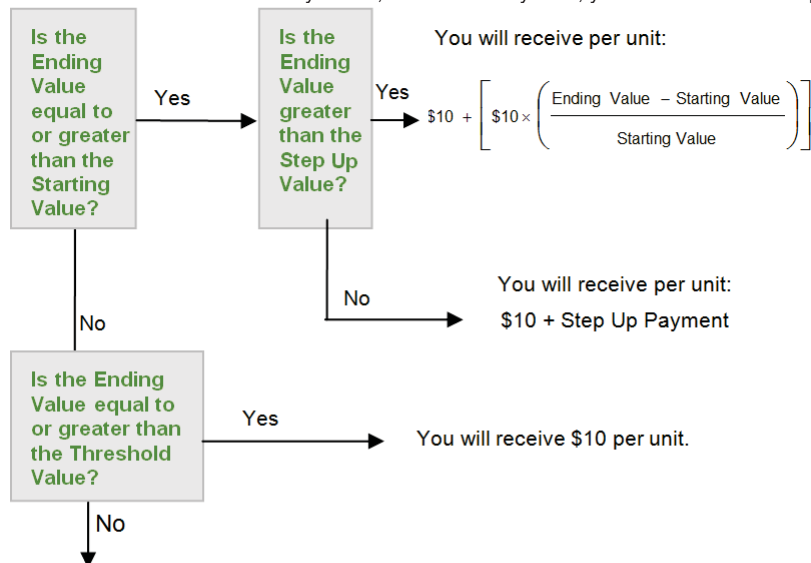 Is the
Ending
Value
equal to
or greater
than the
Starting
Value?
Yes
Is the
Ending
Value
greater
than the
Step Up
Value?
Yes
You will receive per unit:
$10 + [ $10 × ( Ending Value – Starting Value
Starting Value ) ]
No
You will receive per unit:
$10 + Step Up Payment
No
Is the Ending
Value equal to
or greater than
the Threshold
Value?
Yes
You will receive $10 per unit.
No